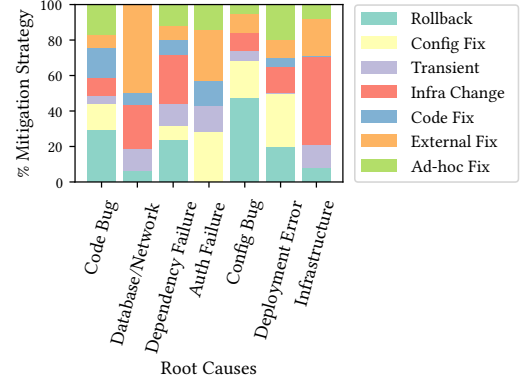 % Mitigation Strategy
100
80
60
40
20
0
Code Bug
Database/Network
Dependency Failure
Auth Failure
Config Bug
Deployment Error
Infrastructure
Root Causes
Rollback
Config Fix
Transient
Infra Change
Code Fix
External Fix
Ad-hoc Fix